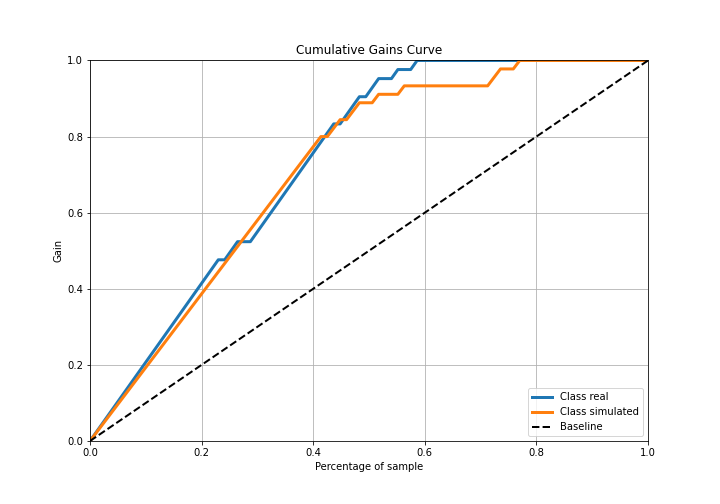 Cumulative Gains Curve
1.0
0.8
0.6
0.4
0.2
0.0
Gain
0.0 0.2 0.4 0.6 0.8 1.0
Percentage of sample
Class real
Class simulated
Baseline